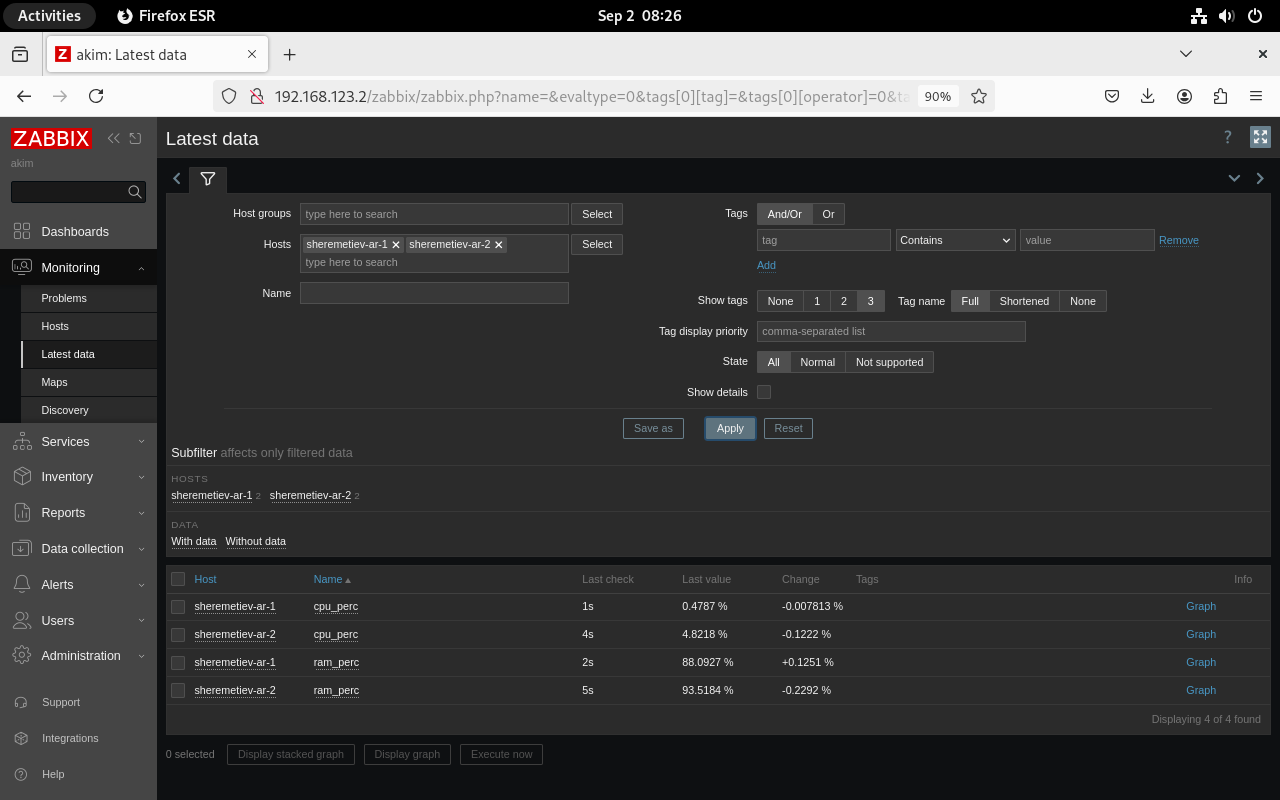 Activities Firefox ESR Sep 2 08:26
akim: Latest data
192.168.123.2/zabbix/zabbix.php?name=&evaltype=0&tags[0][tag]=&tags[0][operator]=0&ta 90%
ZABBIX
akim
Dashboards
Monitoring
Problems
Hosts
Latest data
Maps
Discovery
Services
Inventory
Reports
Data collection
Alerts
Users
Administration
Support
Integrations
Help
Latest data ?
Host groups type here to search Select
Hosts sheremetiev-ar-1 sheremetiev-ar-2 Select
type here to search
Name
Tags And/Or Or
tag Contains value Remove
Add
Show tags None 1 2 3 Tag name Full Shortened None
Tag display priority comma-separated list
State All Normal Not supported
Show details
Save as Apply Reset
Subfilter affects only filtered data
HOSTS
sheremetiev-ar-1 2 sheremetiev-ar-2 2
DATA
With data Without data
Host Name Last check Last value Change Tags Info
sheremetiev-ar-1 cpu_perc 1s 0.4787 % -0.007813 % Graph
sheremetiev-ar-2 cpu_perc 4s 4.8218 % -0.1222 % Graph
sheremetiev-ar-1 ram_perc 2s 88.0927 % +0.1251 % Graph
sheremetiev-ar-2 ram_perc 5s 93.5184 % -0.2292 % Graph
Displaying 4 of 4 found
0 selected Display stacked graph Display graph Execute now